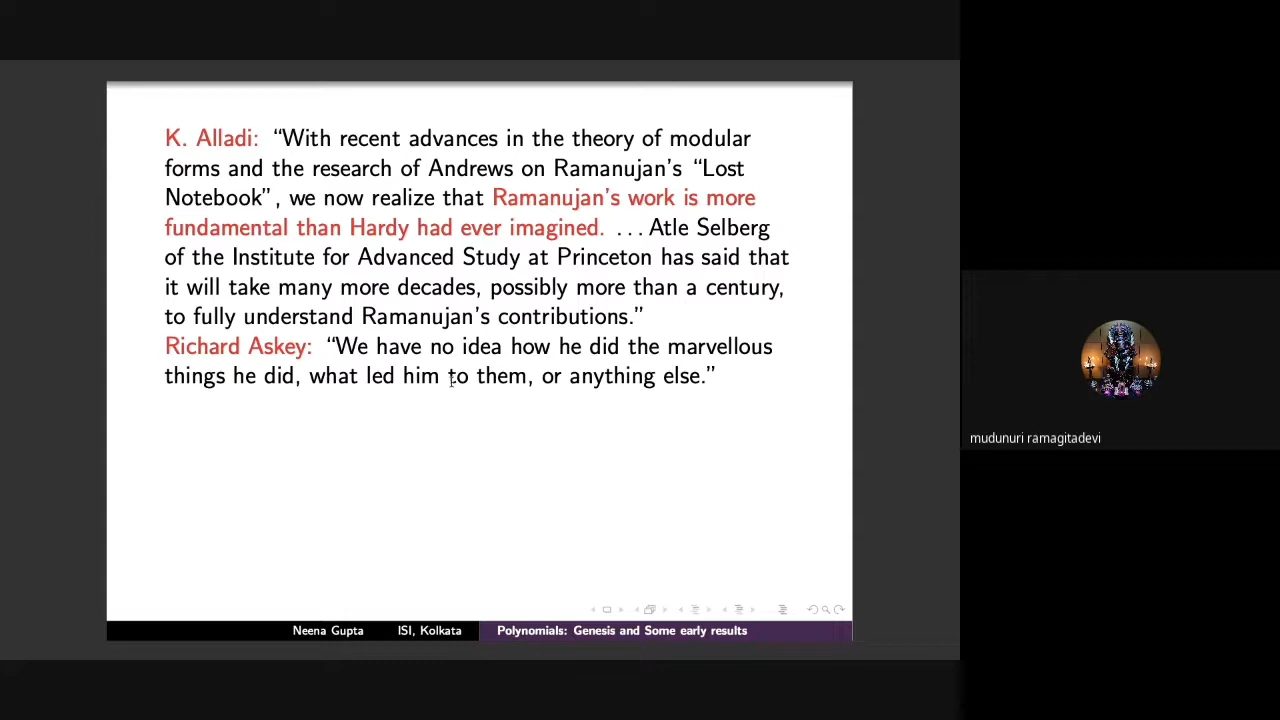 K. Alladi: “With recent advances in the theory of modular
forms and the research of Andrews on Ramanujan’s “Lost
Notebook”, we now realize that Ramanujan’s work is more
fundamental than Hardy had ever imagined. ... Atle Selberg
of the Institute for Advanced Study at Princeton has said that
it will take many more decades, possibly more than a century,
to fully understand Ramanujan’s contributions.”
Richard Askey: “We have no idea how he did the marvellous
things he did, what led him to them, or anything else.”
Neena Gupta ISI, Kolkata Polynomials: Genesis and Some early results
mudunuri ramagitadevi